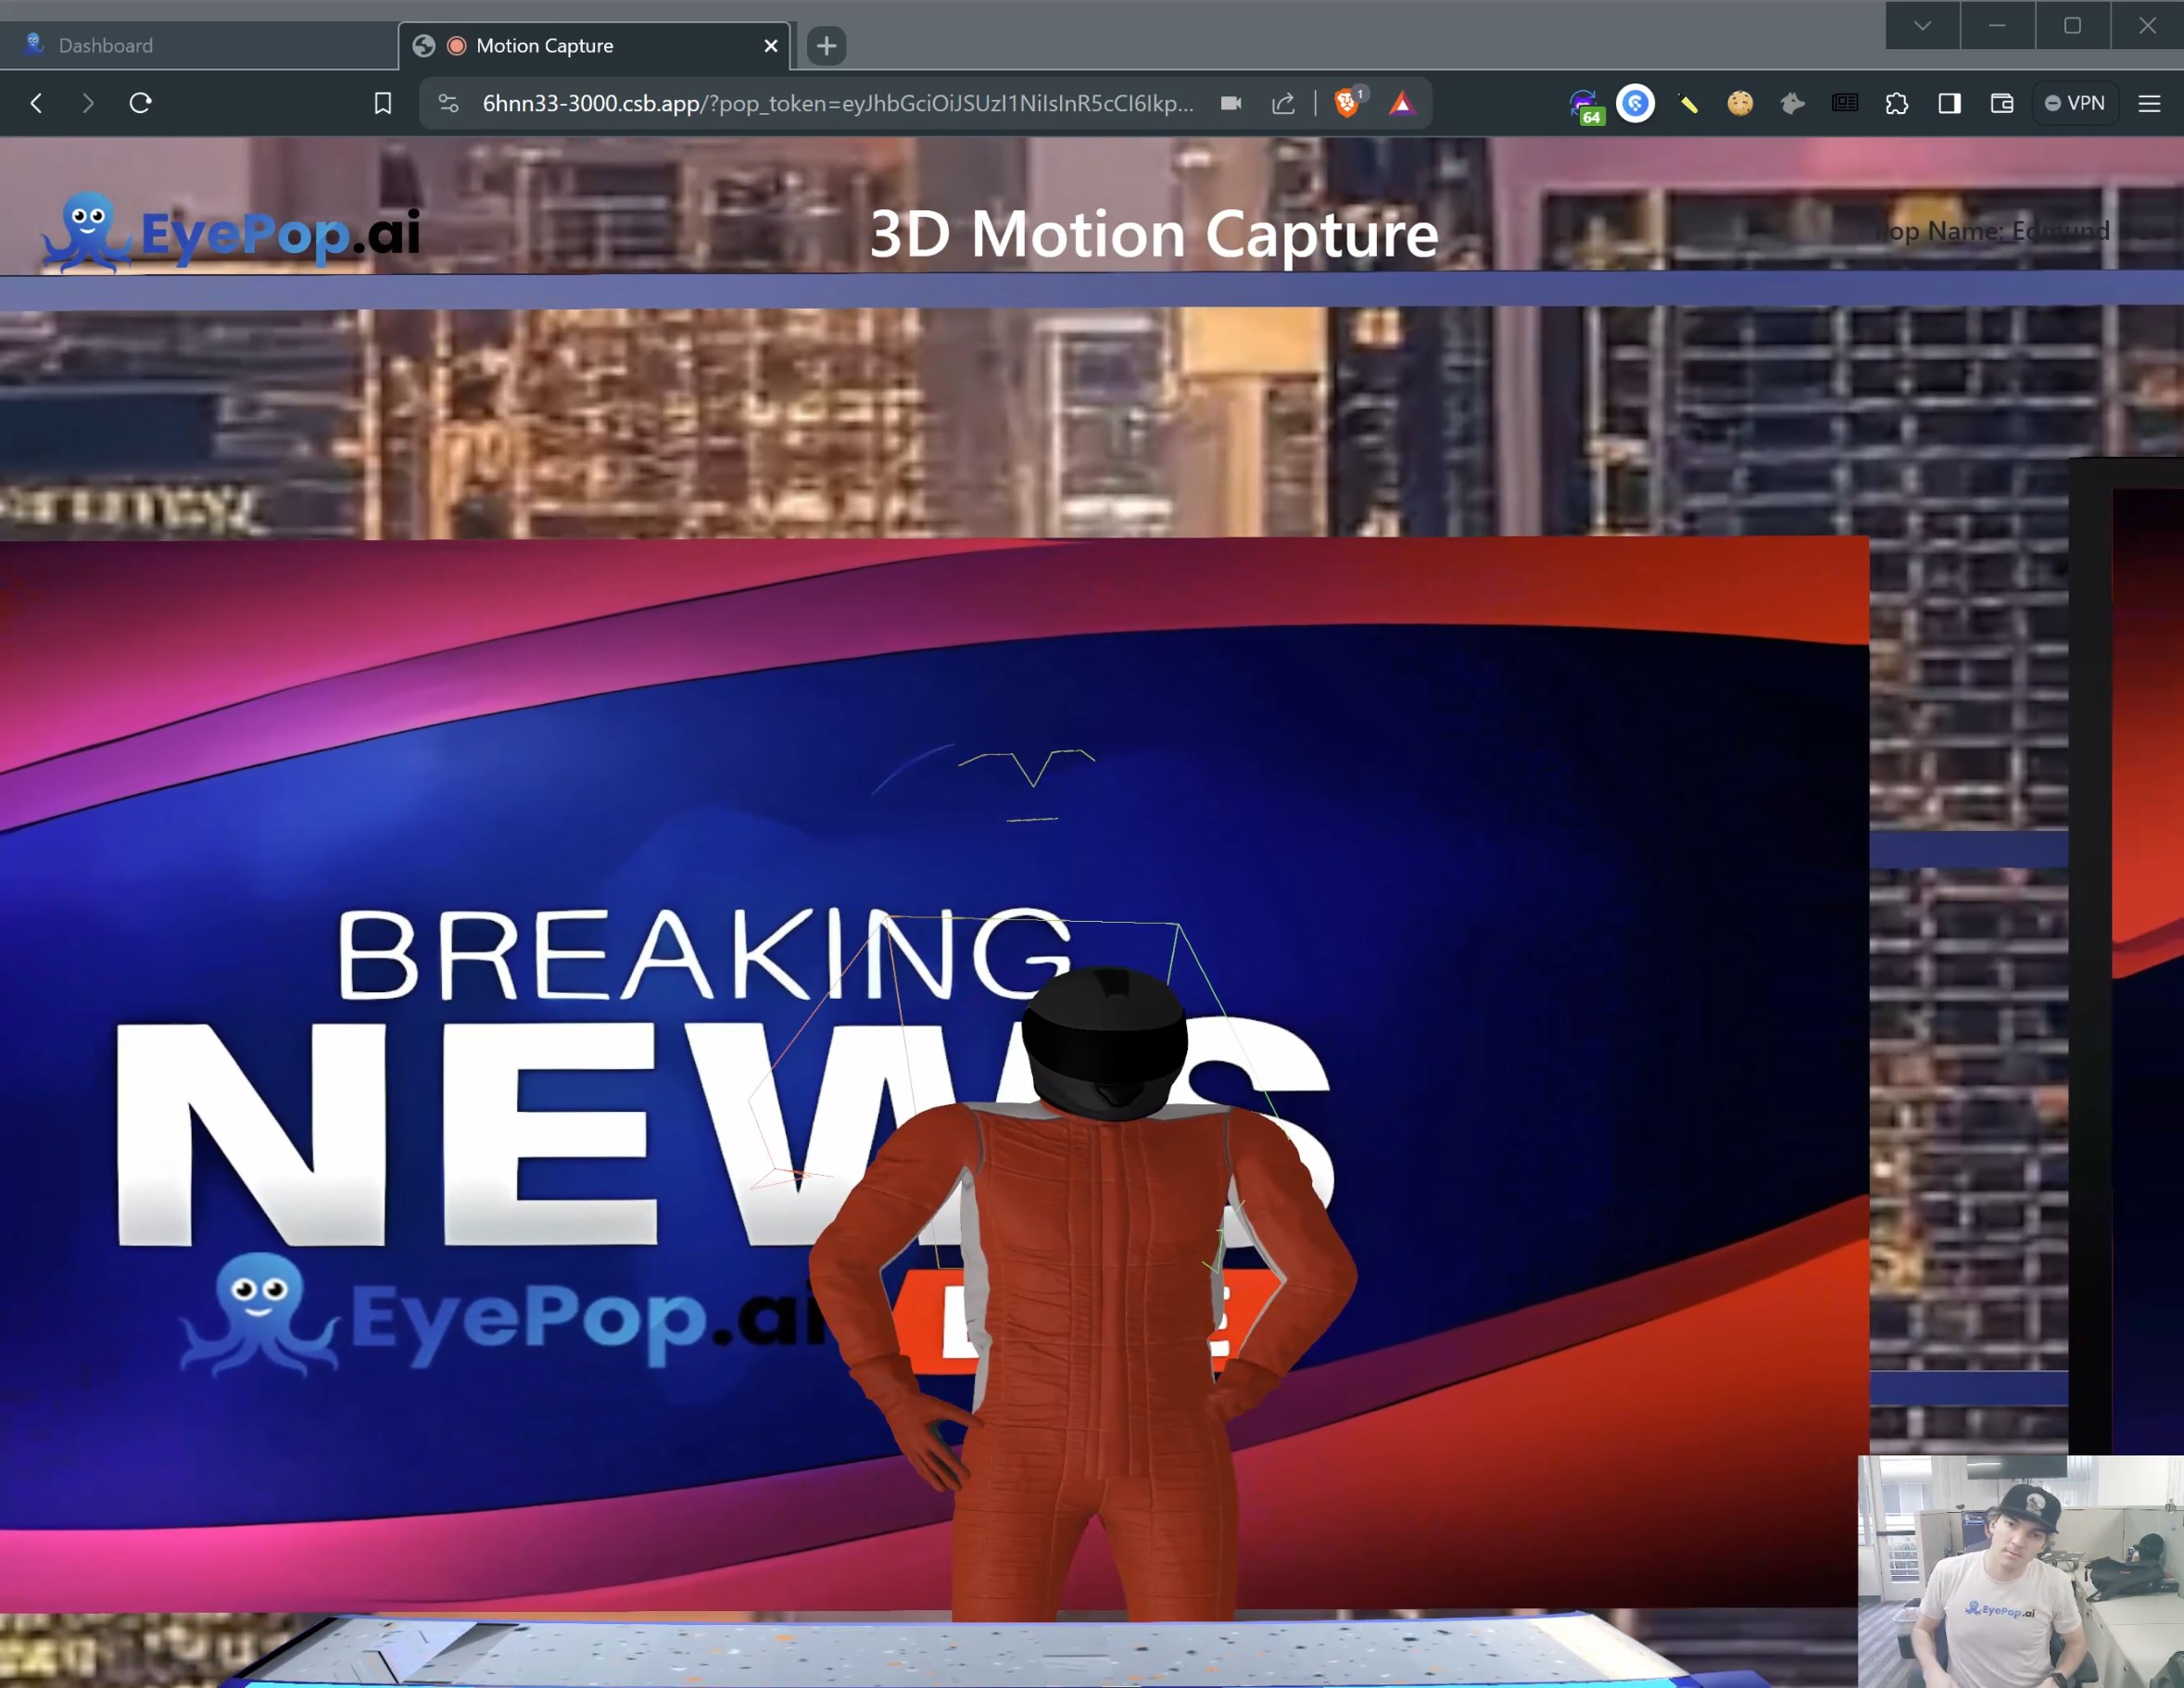 Dashboard
Motion Capture
6hnn33-3000.csb.app/?pop_token=eyJhbGciOiJSUzI1NiIsInR5cCI6Ikp...
1
64
VPN
EyePop.ai
3D Motion Capture
Pop Name: Edmund
BREAKING
NEWS
EyePop.ai
EyePop.ai